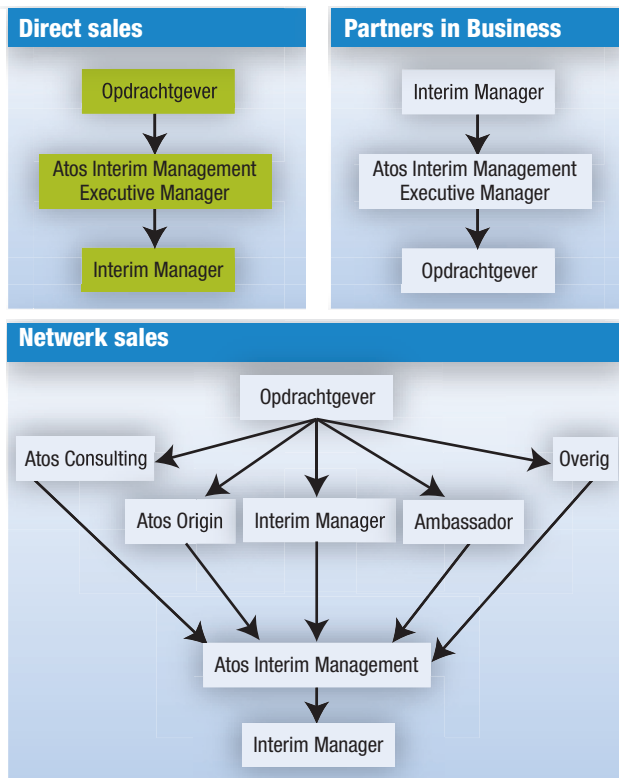 Direct sales
Opdrachtgever
Atos Interim Management
Executive Manager
Interim Manager
Partners in Business
Interim Manager
Atos Interim Management
Executive Manager
Opdrachtgever
Netwerk sales
Opdrachtgever
Atos Consulting
Overig
Atos Origin
Interim Manager
Ambassador
Atos Interim Management
Interim Manager